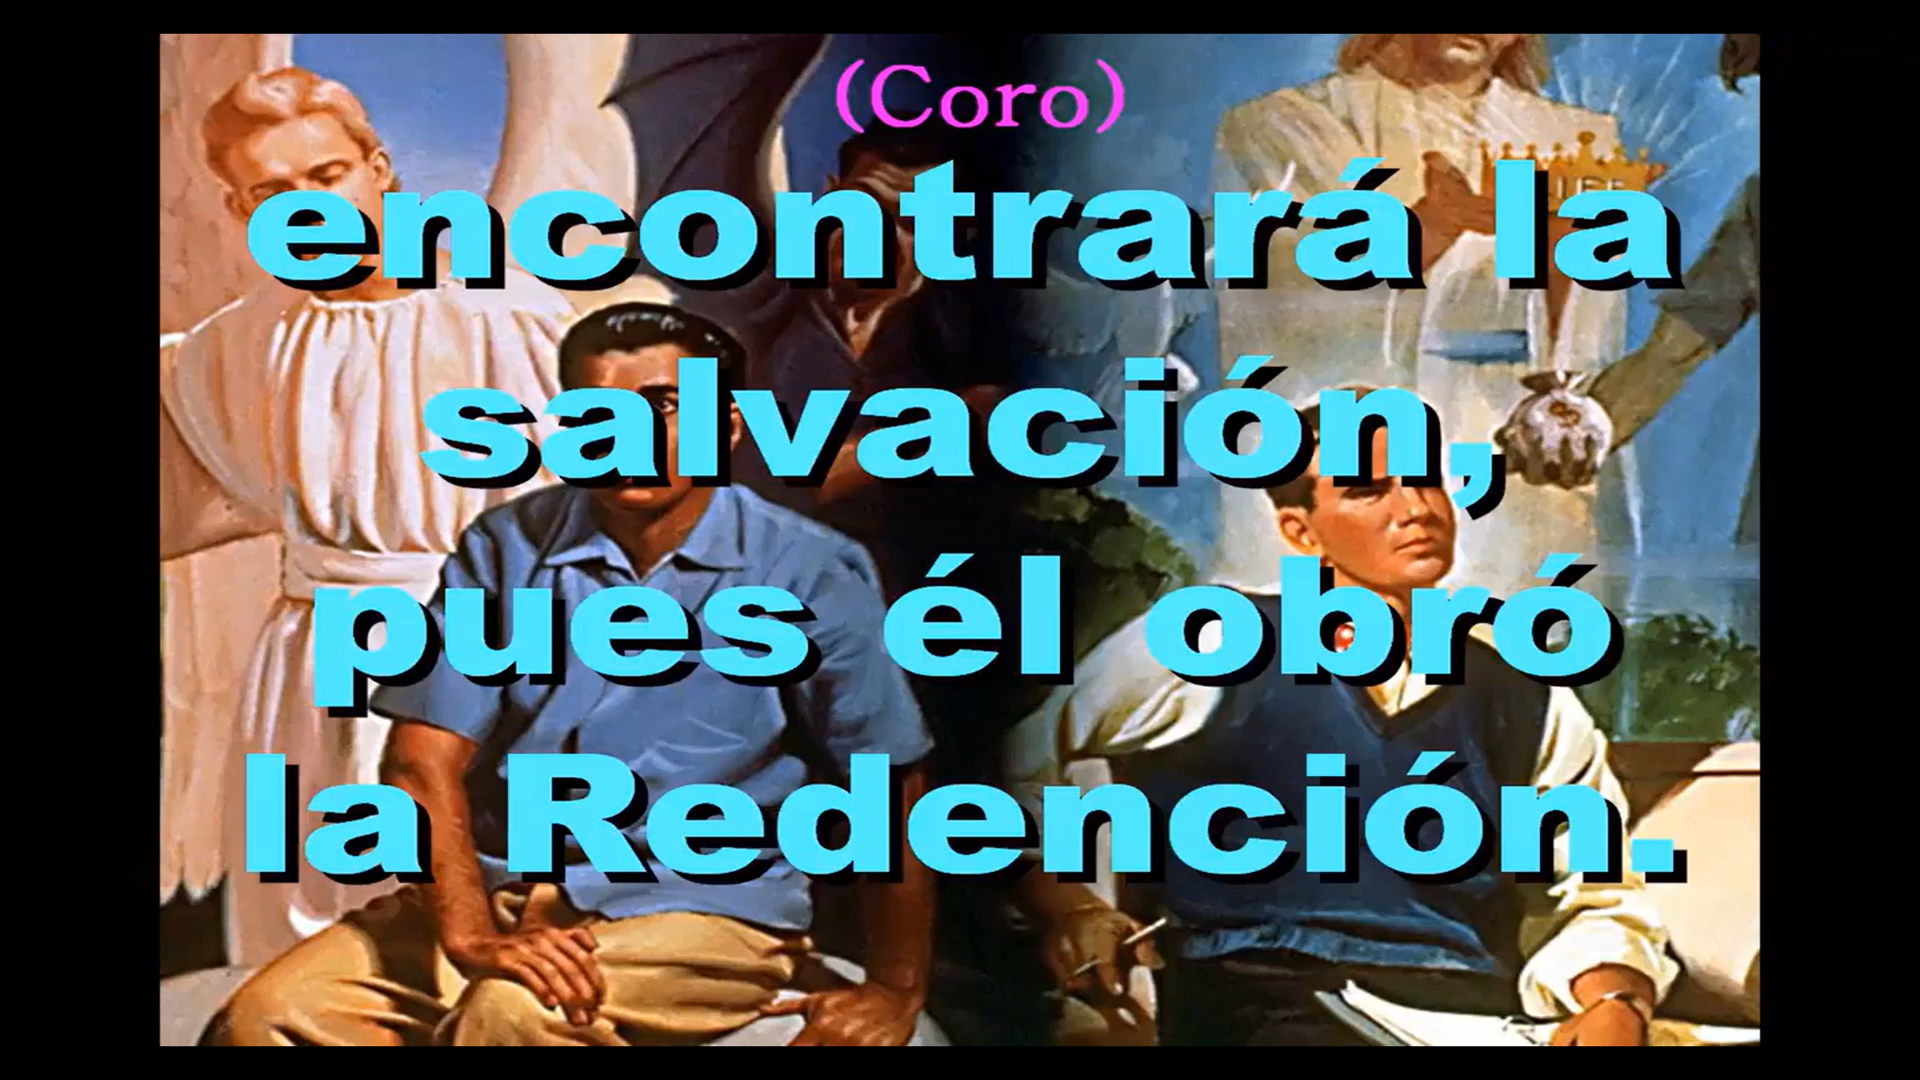 (Coro)
encontrará la
salvación,
pues él obró
la Redención.